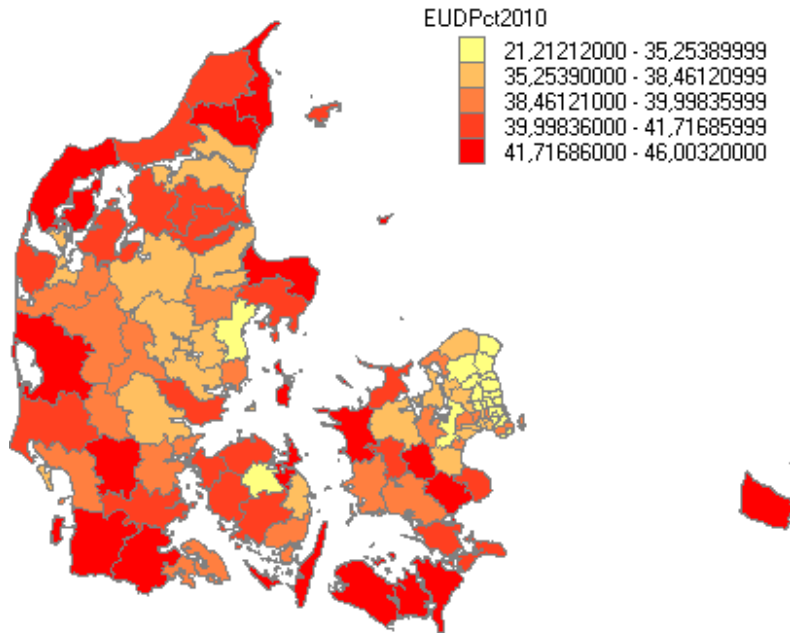 EUDPct2010
21,21212000 - 35,25389999
35,25390000 - 38,46120999
38,46121000 - 39,99835999
39,99836000 - 41,71685999
41,71686000 - 46,00320000